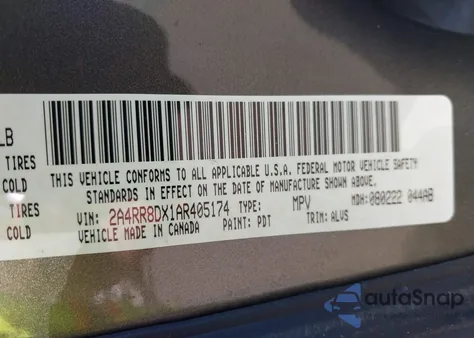 LB
TIRES
COLD
TIRES
COLD
THIS VEHICLE CONFORMS TO ALL APPLICABLE U.S.A. FEDERAL MOTOR VEHICLE SAFETY
STANDARDS IN EFFECT ON THE DATE OF MANUFACTURE SHOWN ABOVE.
VIN: 2A4RR8DX1AR405174 TYPE: MPV MDH: 080222 044AB
VEHICLE MADE IN CANADA PAINT: PDT TRIM: ALVS
autoSnap